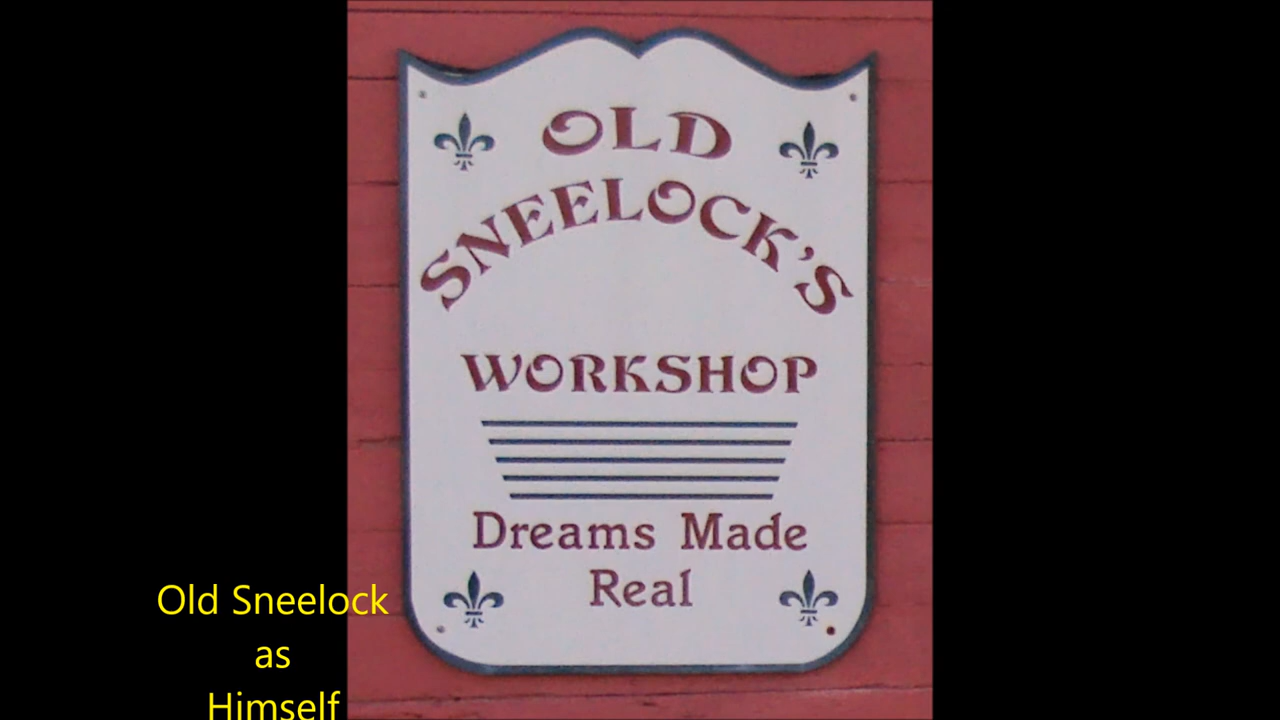 OLD
SNEELOCK'S
WORKSHOP
Dreams Made
Real
Old Sneelock
as
Himself